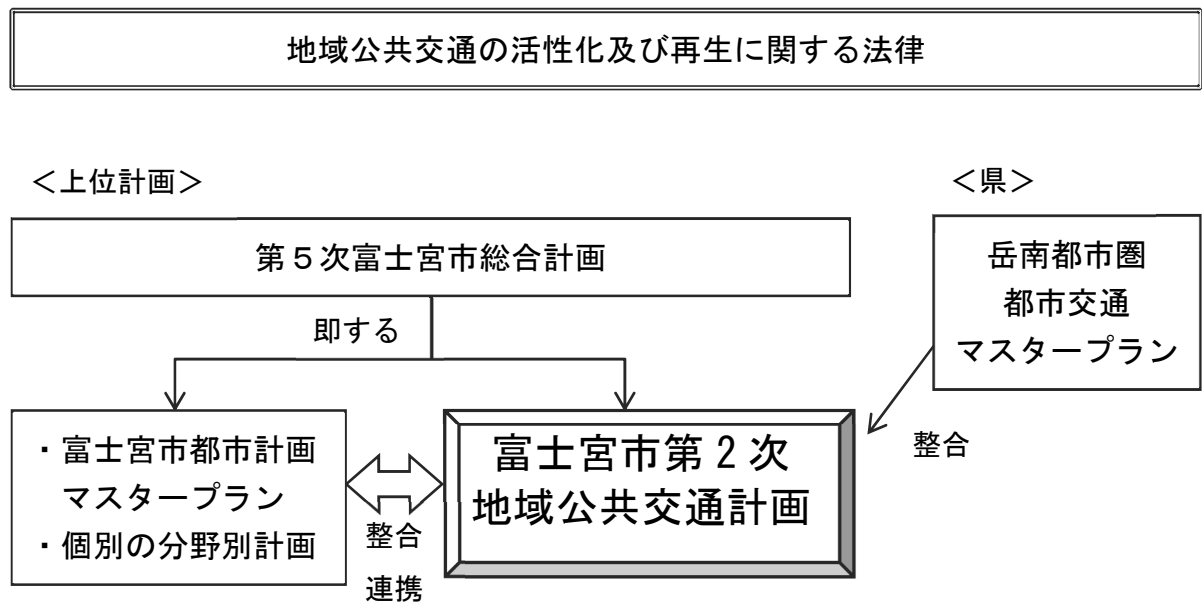 地域公共交通の活性化及び再生に関する法律
＜上位計画＞
＜県＞
第５次富士宮市総合計画
岳南都市圏
都市交通
マスタープラン
即する
・富士宮市都市計画
マスタープラン
・個別の分野別計画
整合
連携
富士宮市第２次
地域公共交通計画
整合